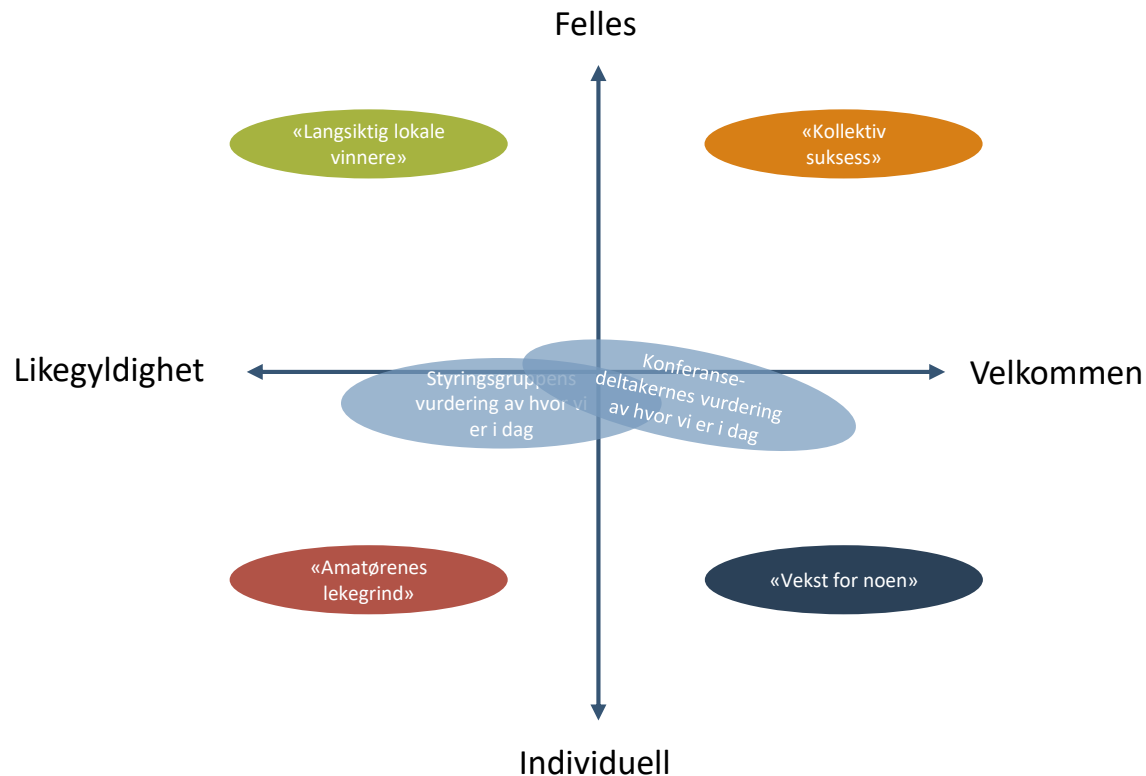 Felles
«Langsiktig lokale
vinnere»
«Kollektiv
suksess»
Likegyldighet
Velkommen
Styringsgruppens
vurdering av hvor vi
er i dag
Konferanse-
deltakernes vurdering
av hvor vi er i dag
«Amatørenes
lekegrind»
«Vekst for noen»
Individuell